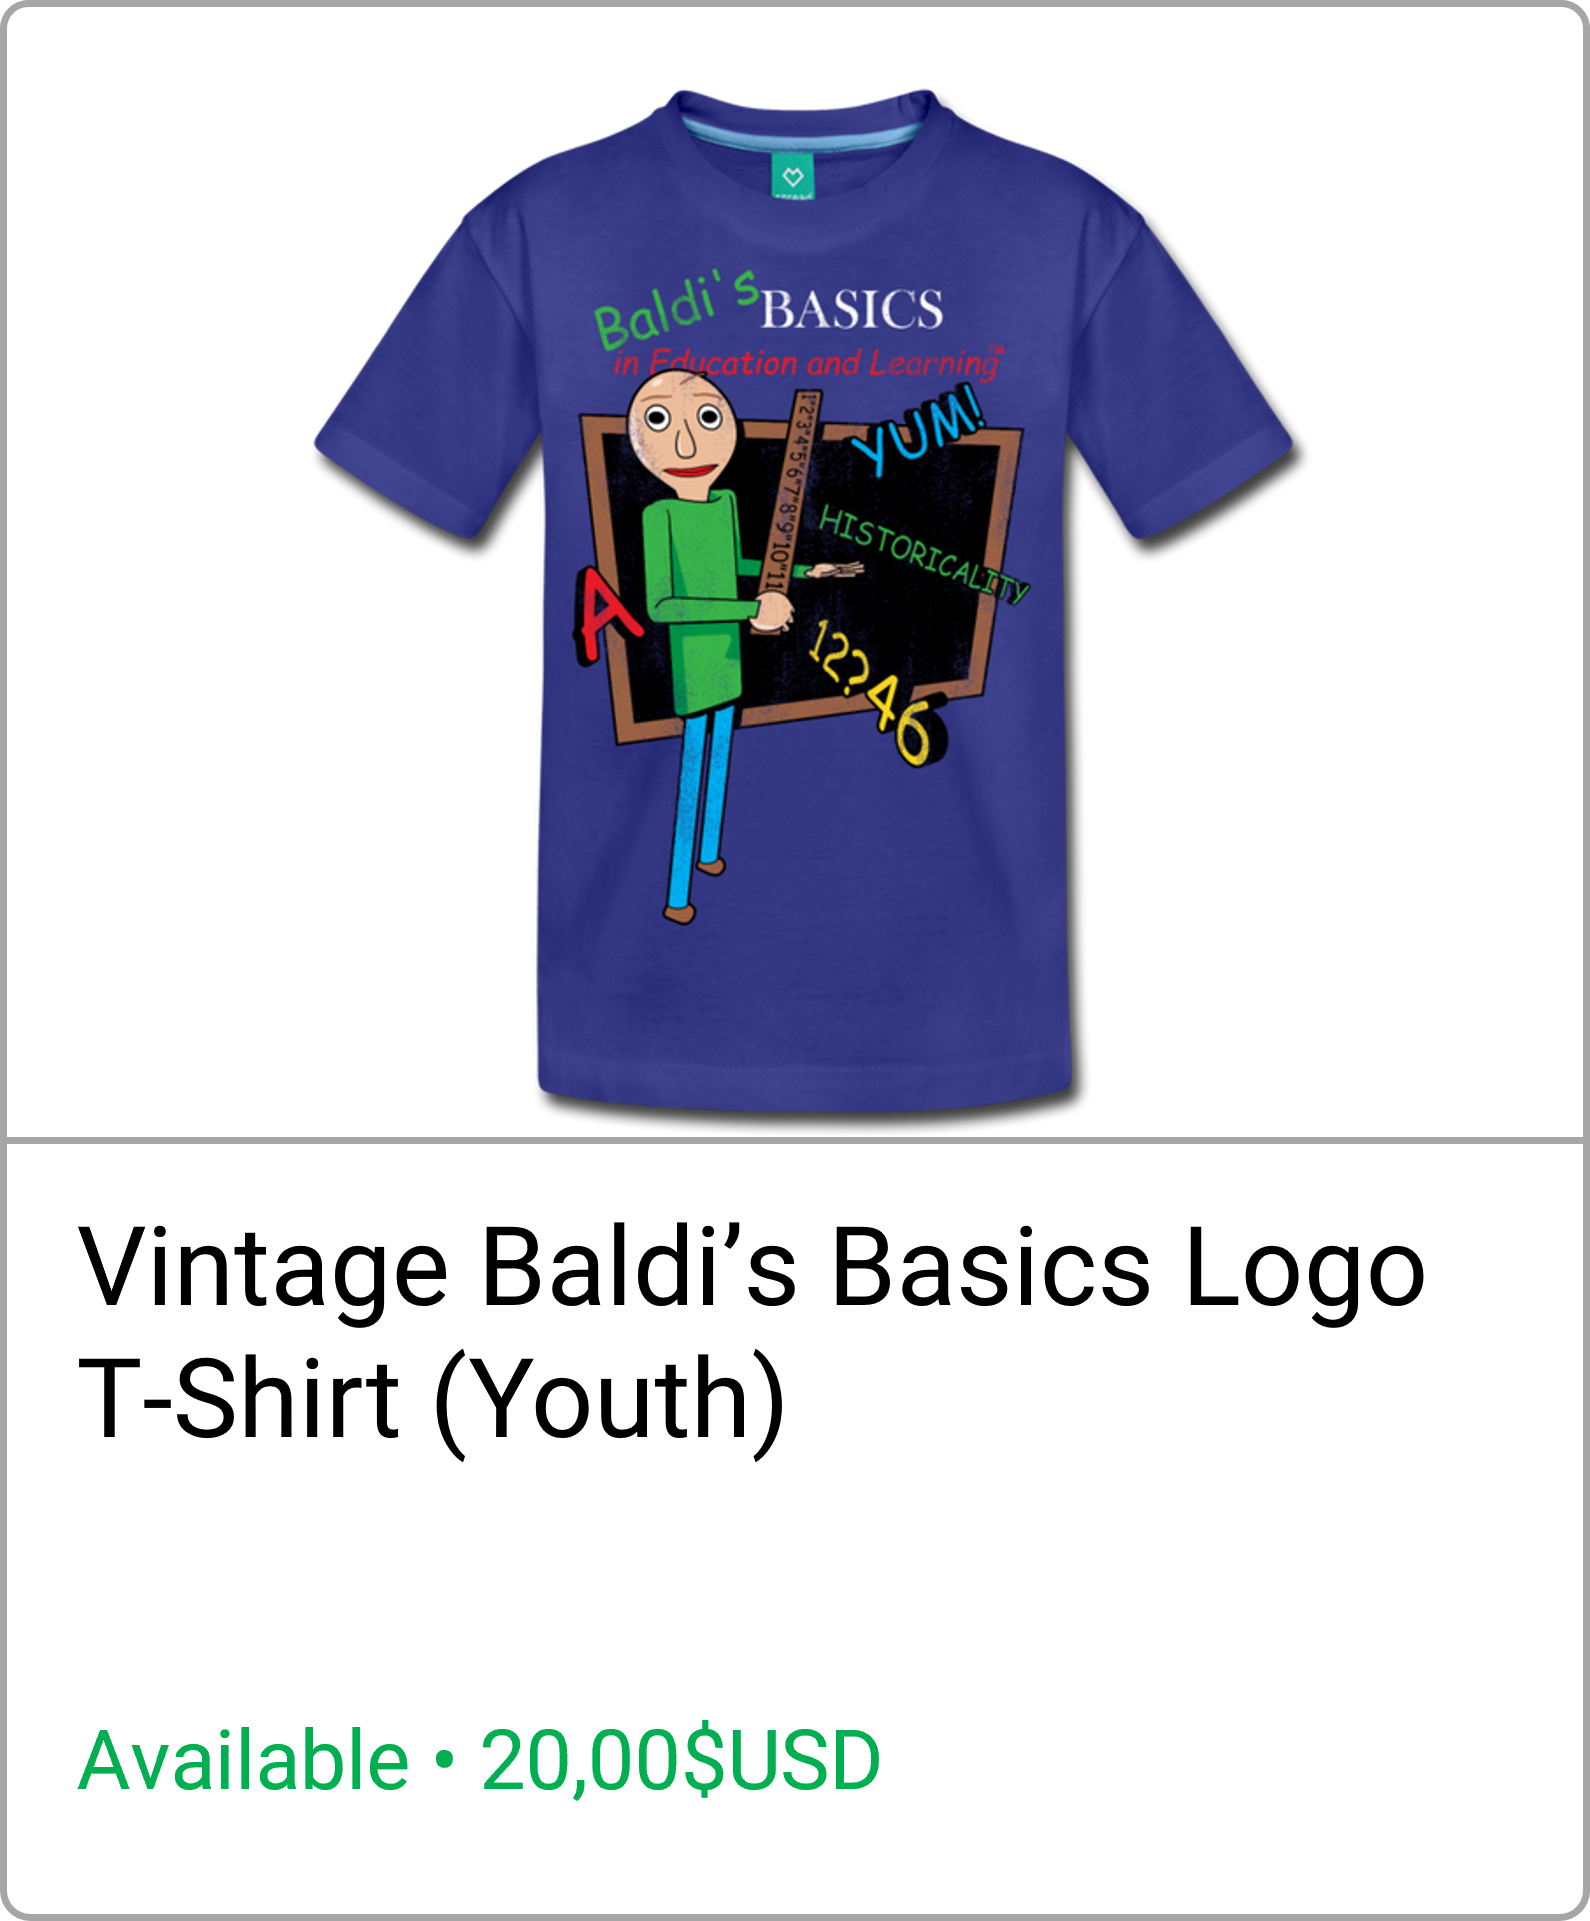 Baldi's BASICS
in Education and Learning™
YUM!
1"2"3"4"5"6"7"8"9"10"11
HISTORICALITY
A
12?46
Vintage Baldi’s Basics Logo
T-Shirt (Youth)
Available • 20,00$USD